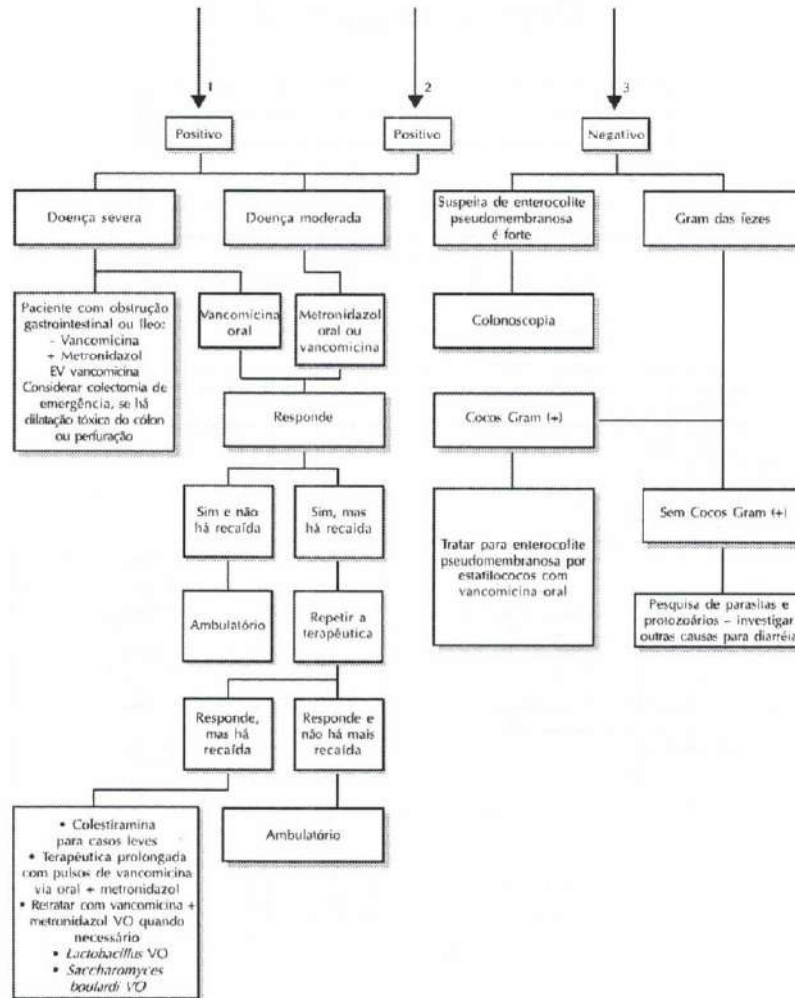 1
2
3
Positivo
Positivo
Negativo
Doença severa
Doença moderada
Suspeita de enterocolite
pseudomembranosa
é forte
Gram das fezes
Paciente com obstrução
gastrointestinal ou Íleo:
- Vancomicina
+ Metronidazol
EV vancomicina
Considerar colectomia de
emergência, se há
dilatação tóxica do cólon
ou perfuração
Vancomicina
oral
Metronidazol
oral ou
vancomicina
Colonoscopia
Responde
Cocos Gram (+)
Sim e não
há recaída
Sim, mas
há recaída
Sem Cocos Gram (+)
Tratar para enterocolite
pseudomembranosa por
estafilococos com
vancomicina oral
Ambulatório
Repetir a
terapêutica
Pesquisa de parasitas e
protozoários – investigar
outras causas para diarréia
Responde,
mas há
recaída
Responde e
não há mais
recaída
• Colestiramina
para casos leves
• Terapêutica prolongada
com pulsos de vancomicina
via oral + metronidazol
• Retratar com vancomicina +
metronidazol VO quando
necessário
• Lactobacillus VO
• Saccharomyces
boulardi VO
Ambulatório